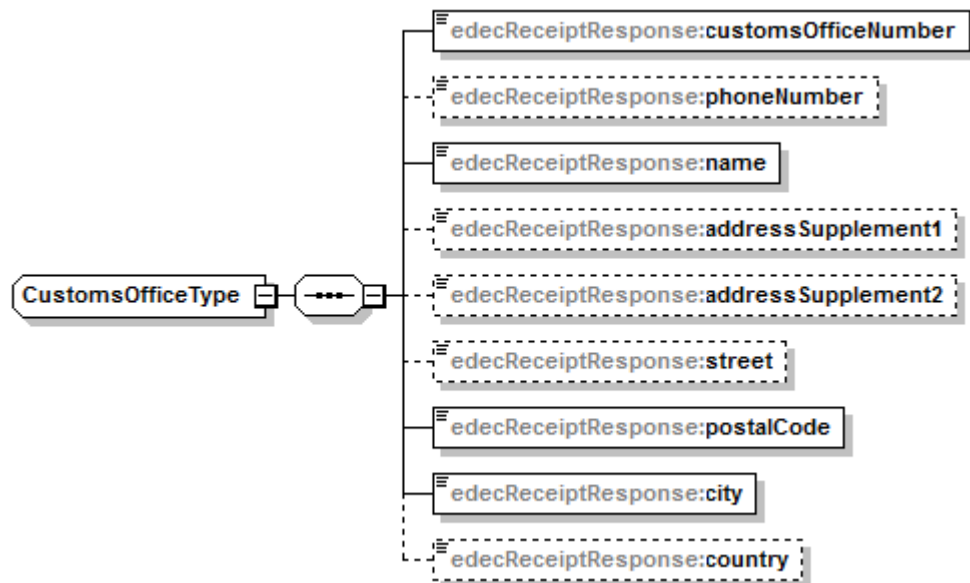 edecReceiptResponse:customsOfficeNumber
edecReceiptResponse:phoneNumber
edecReceiptResponse:name
edecReceiptResponse:addressSupplement1
CustomsOfficeType
edecReceiptResponse:addressSupplement2
edecReceiptResponse:street
edecReceiptResponse:postalCode
edecReceiptResponse:city
edecReceiptResponse:country